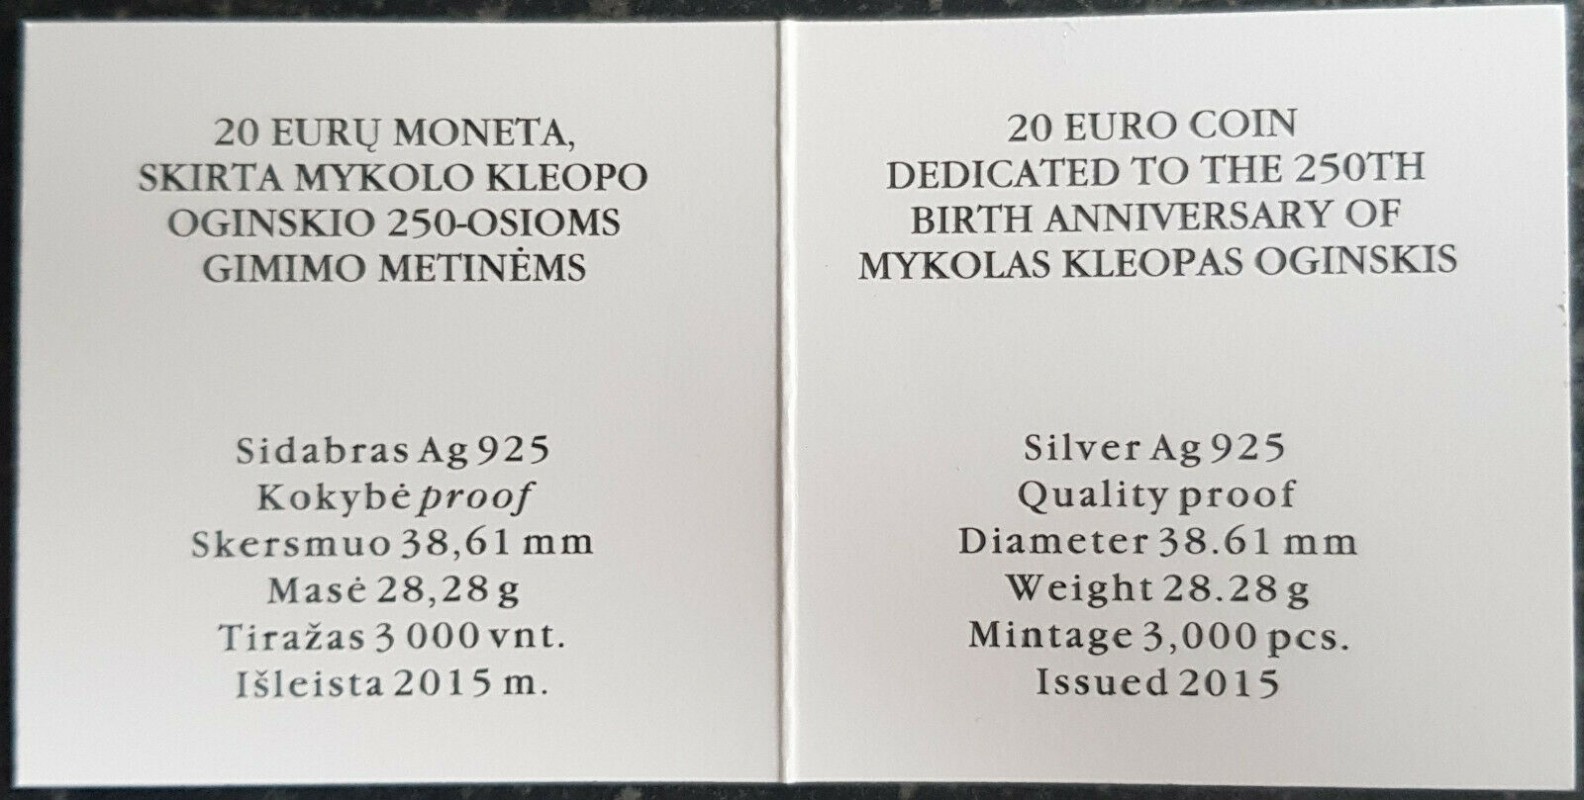 20 EURŲ MONETA,
SKIRTA MYKOLO KLEOPO
OGINSKIO 250-OSIOMS
GIMIMO METINĖMS
Sidabras Ag 925
Kokybė proof
Skersmuo 38,61 mm
Masė 28,28 g
Tiražas 3 000 vnt.
Išleista 2015 m.
20 EURO COIN
DEDICATED TO THE 250TH
BIRTH ANNIVERSARY OF
MYKOLAS KLEOPAS OGINSKIS
Silver Ag 925
Quality proof
Diameter 38.61 mm
Weight 28.28 g
Mintage 3,000 pcs.
Issued 2015